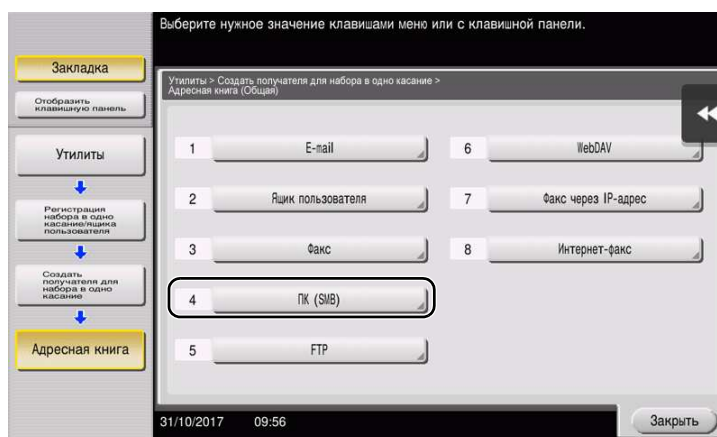 Выберите нужное значение клавишами меню или с клавишной панели.
Закладка
Отобразить
клавишную панель
Утилиты
Регистрация
набора в одно
касание/ящика
пользователя
Создать
получателя для
набора в одно
касание
Адресная книга
Утилиты > Создать получателя для набора в одно касание >
Адресная книга (Общая)
1 E-mail
2 Ящик пользователя
3 Факс
4 ПК (SMB)
5 FTP
6 WebDAV
7 Факс через IP-адрес
8 Интернет-факс
31/10/2017 09:56
Закрыть